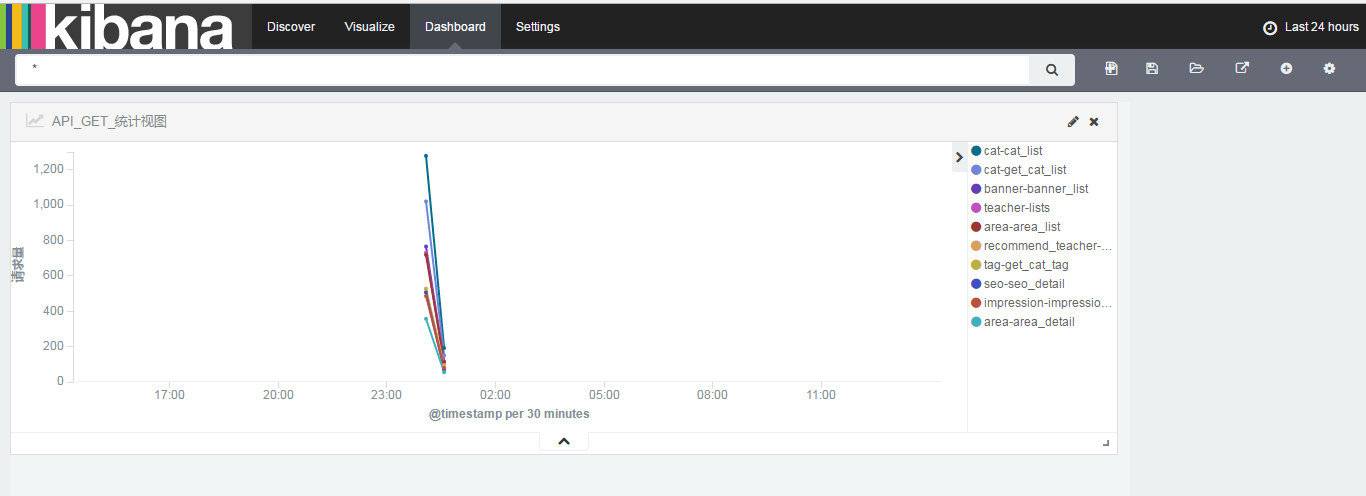 kibana
Discover Visualize Dashboard Settings Last 24 hours
*
API_GET_统计视图
1,200
1,000
800
600
400
200
0
请求量
17:00 20:00 23:00 02:00 05:00 08:00 11:00
@timestamp per 30 minutes
cat-cat_list
cat-get_cat_list
banner-banner_list
teacher-lists
area-area_list
recommend_teacher-...
tag-get_cat_tag
seo-seo_detail
impression-impressio...
area-area_detail